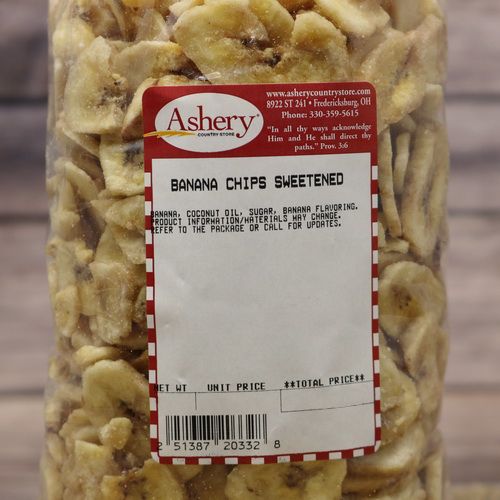 Ashery
COUNTRY STORE
www.asherycountrystore.com
8922 ST 241 • Fredericksburg, OH
Phone: 330-359-5615
"In all thy ways acknowledge
Him and He shall direct thy
paths." Prov. 3:6
BANANA CHIPS SWEETENED
BANANA, COCONUT OIL, SUGAR, BANANA FLAVORING.
PRODUCT INFORMATION/MATERIALS MAY CHANGE.
REFER TO THE PACKAGE OR CALL FOR UPDATES.
NET WT UNIT PRICE **TOTAL PRICE**
2 51387 20332 8